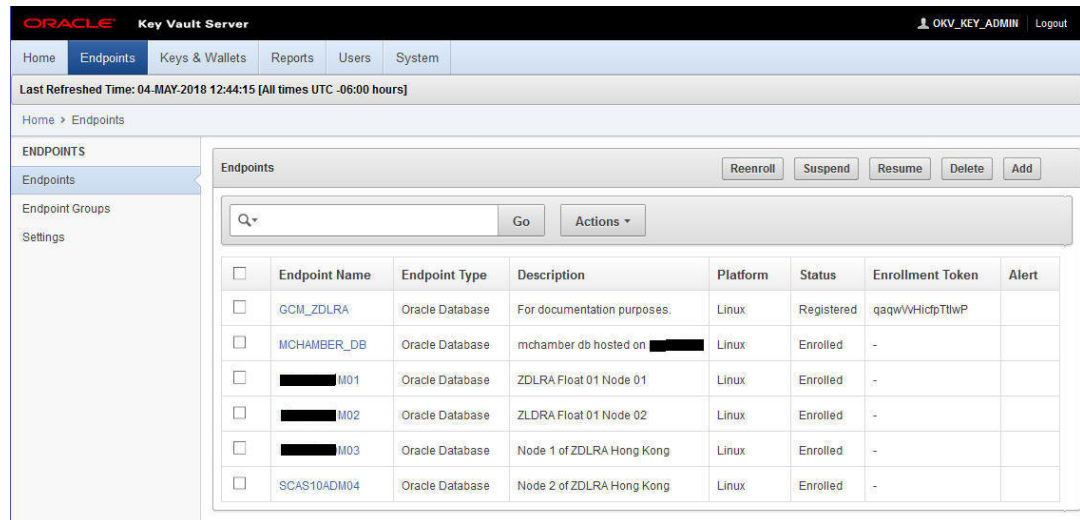 ORACLE Key Vault Server OKV_KEY_ADMIN Logout
Home Endpoints Keys & Wallets Reports Users System
Last Refreshed Time: 04-MAY-2018 12:44:15 [All times UTC -06:00 hours]
Home > Endpoints
ENDPOINTS
Endpoints
Endpoint Groups
Settings
Endpoints Reenroll Suspend Resume Delete Add
Go Actions
Endpoint Name Endpoint Type Description Platform Status Enrollment Token Alert
GCM_ZDLRA Oracle Database For documentation purposes. Linux Registered
MCHAMBER_DB Oracle Database mchamber db hosted on Linux Enrolled -
M01 Oracle Database ZDLRA Float 01 Node 01 Linux Enrolled -
M02 Oracle Database ZLDRA Float 01 Node 02 Linux Enrolled -
M03 Oracle Database Node 1 of ZDLRA Hong Kong Linux Enrolled -
SCAS10ADM04 Oracle Database Node 2 of ZDLRA Hong Kong Linux Enrolled -